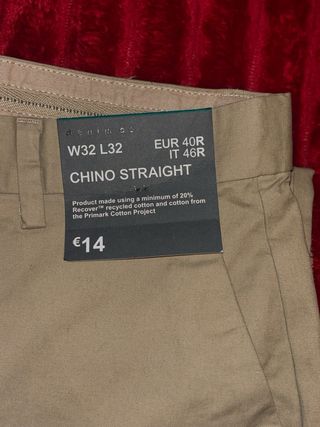 W32 L32 EUR 40R
IT 46R
CHINO STRAIGHT
Product made using a minimum of 20%
Recover™ recycled cotton and cotton from
the Primark Cotton Project
€14